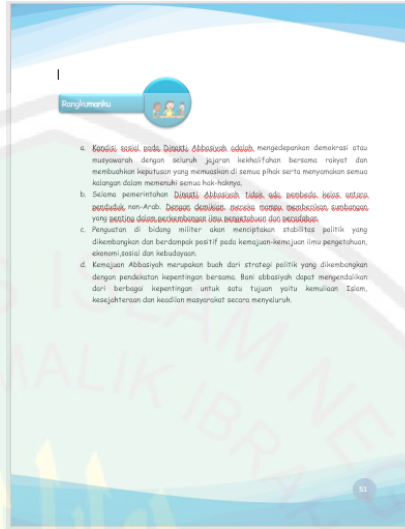 Rangkumanku
a. Kondisi sosial pada Dinasti Abbasiyah adalah mengedepankan demokrasi atau
musyawarah dengan seluruh jajaran kekhalifahan bersama rakyat dan
membuahkan keputusan yang memuaskan di semua pihak serta menyamakan semua
kalangan dalam memenuhi semua hak-haknya.
b. Selama pemerintahan Dinasti Abbasiyah tidak ada pembeda kelas antara
penduduk non-Arab. Dengan demikian, mereka mampu memberikan sumbangan
yang penting dalam perkembangan ilmu pengetahuan dan peradaban.
c. Penguatan di bidang militer akan menciptakan stabilitas politik yang
dikembangkan dan berdampak positif pada kemajuan-kemajuan ilmu pengetahuan,
ekonomi,sosial dan kebudayaan.
d. Kemajuan Abbasiyah merupakan buah dari strategi politik yang dikembangkan
dengan pendekatan kepentingan bersama. Bani abbasiyah dapat mengendalikan
dari berbagai kepentingan untuk satu tujuan yaitu kemuliaan Islam,
kesejahteraan dan keadilan masyarakat secara menyeluruh.
51